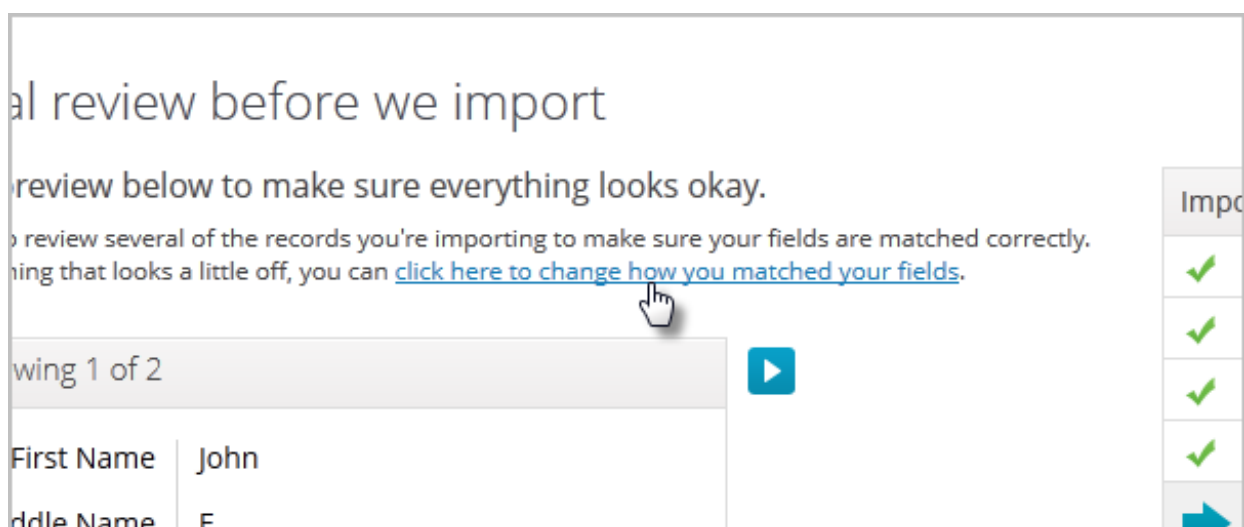 al review before we import
preview below to make sure everything looks okay.
o review several of the records you're importing to make sure your fields are matched correctly.
ning that looks a little off, you can click here to change how you matched your fields.
Impo
wing 1 of 2
First Name John
ddle Name